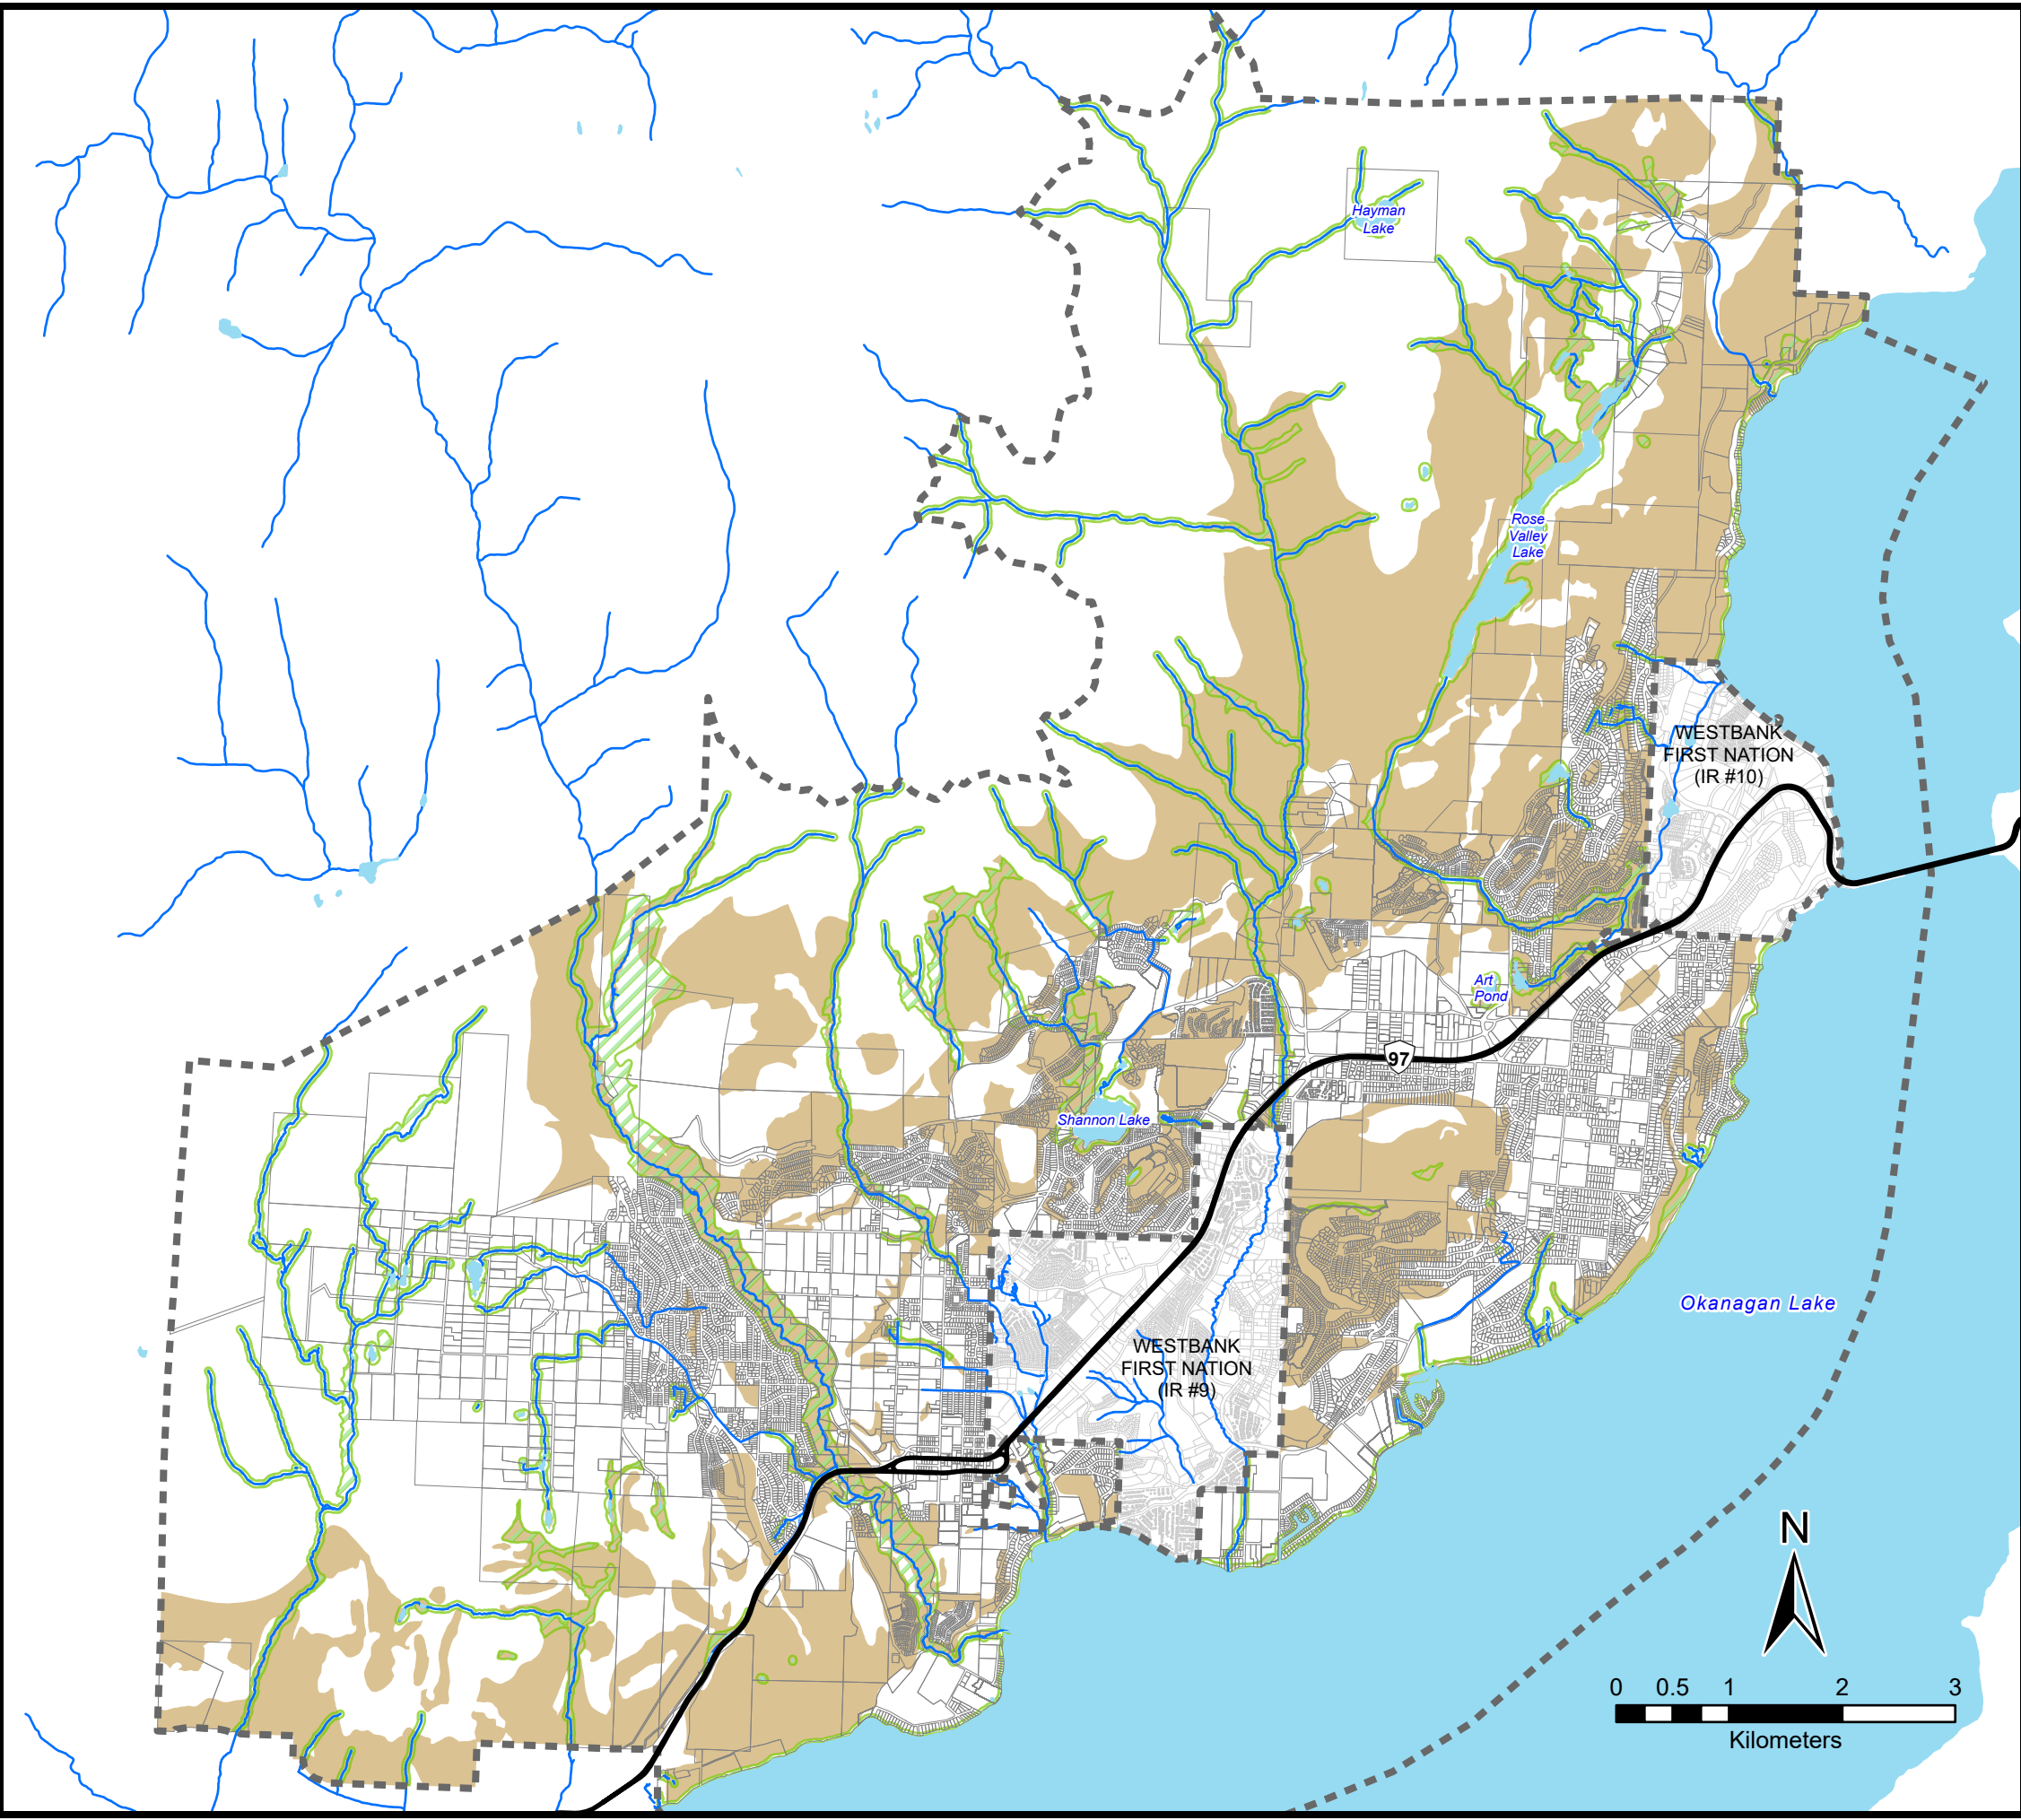 Hayman
Lake
Rose
Valley
Lake
WESTBANK
FIRST NATION
(IR #10)
Art
Pond
97
Shannon Lake
Okanagan Lake
WESTBANK
FIRST NATION
(IR #9)
N
0 0.5 1 2 3
Kilometers